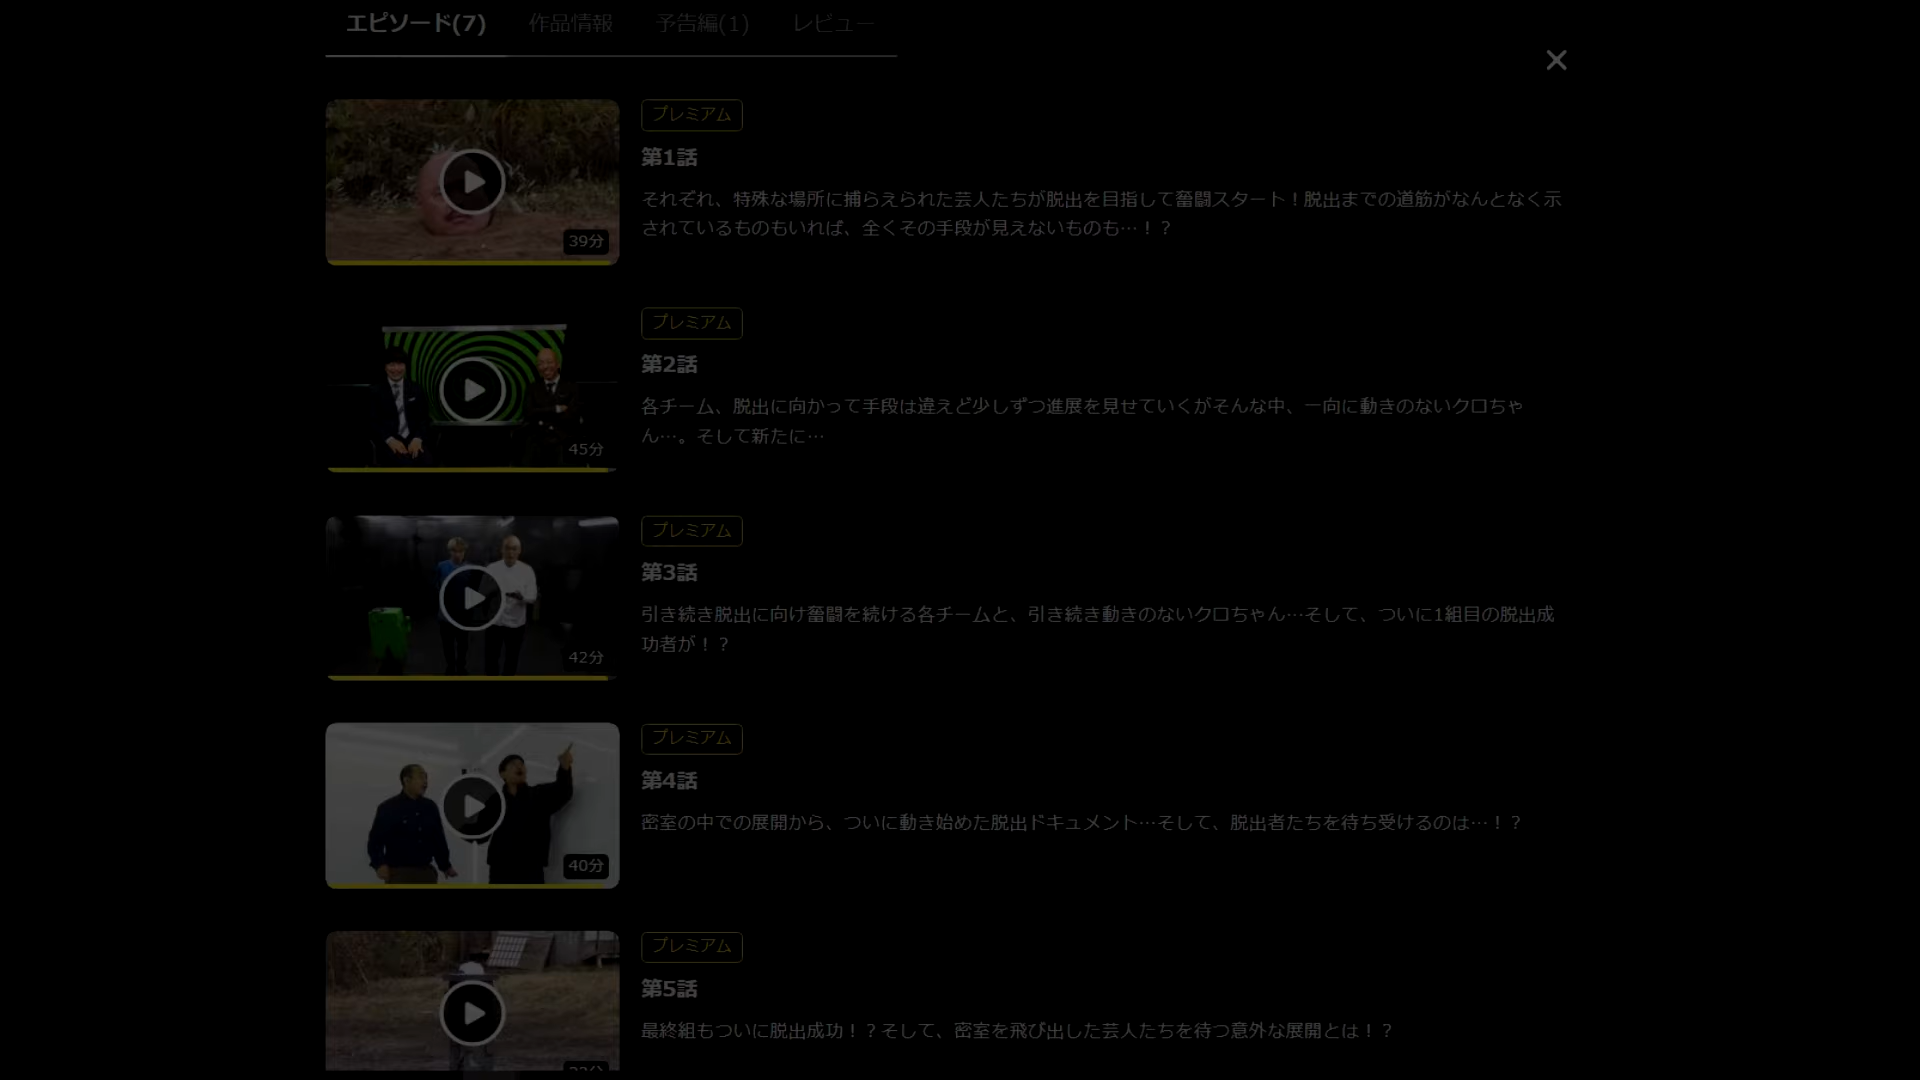 エピソード(7) 作品情報 予告編(1) レビュー
プレミアム
第1話
それぞれ、特殊な場所に捕らえられた芸人たちが脱出を目指して奮闘スタート！脱出までの道筋がなんとなく示
されているものもいれば、全くその手段が見えないものも…！？
39分
プレミアム
第2話
各チーム、脱出に向かって手段は違えど少しずつ進展を見せていくがそんな中、一向に動きのないクロちゃ
ん…。そして新たに…
45分
プレミアム
第3話
引き続き脱出に向け奮闘を続ける各チームと、引き続き動きのないクロちゃん…そして、ついに1組目の脱出成
功者が！？
42分
プレミアム
第4話
密室の中での展開から、ついに動き始めた脱出ドキュメント…そして、脱出者たちを待ち受けるのは…！？
40分
プレミアム
第5話
最終組もついに脱出成功！？そして、密室を飛び出した芸人たちを待つ意外な展開とは！？